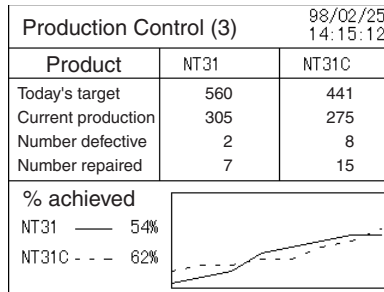 Production Control (3)
98/02/25
14:15:12
Product NT31 NT31C
Today's target 560 441
Current production 305 275
Number defective 2 8
Number repaired 7 15
% achieved
NT31 —— 54%
NT31C - - - 62%